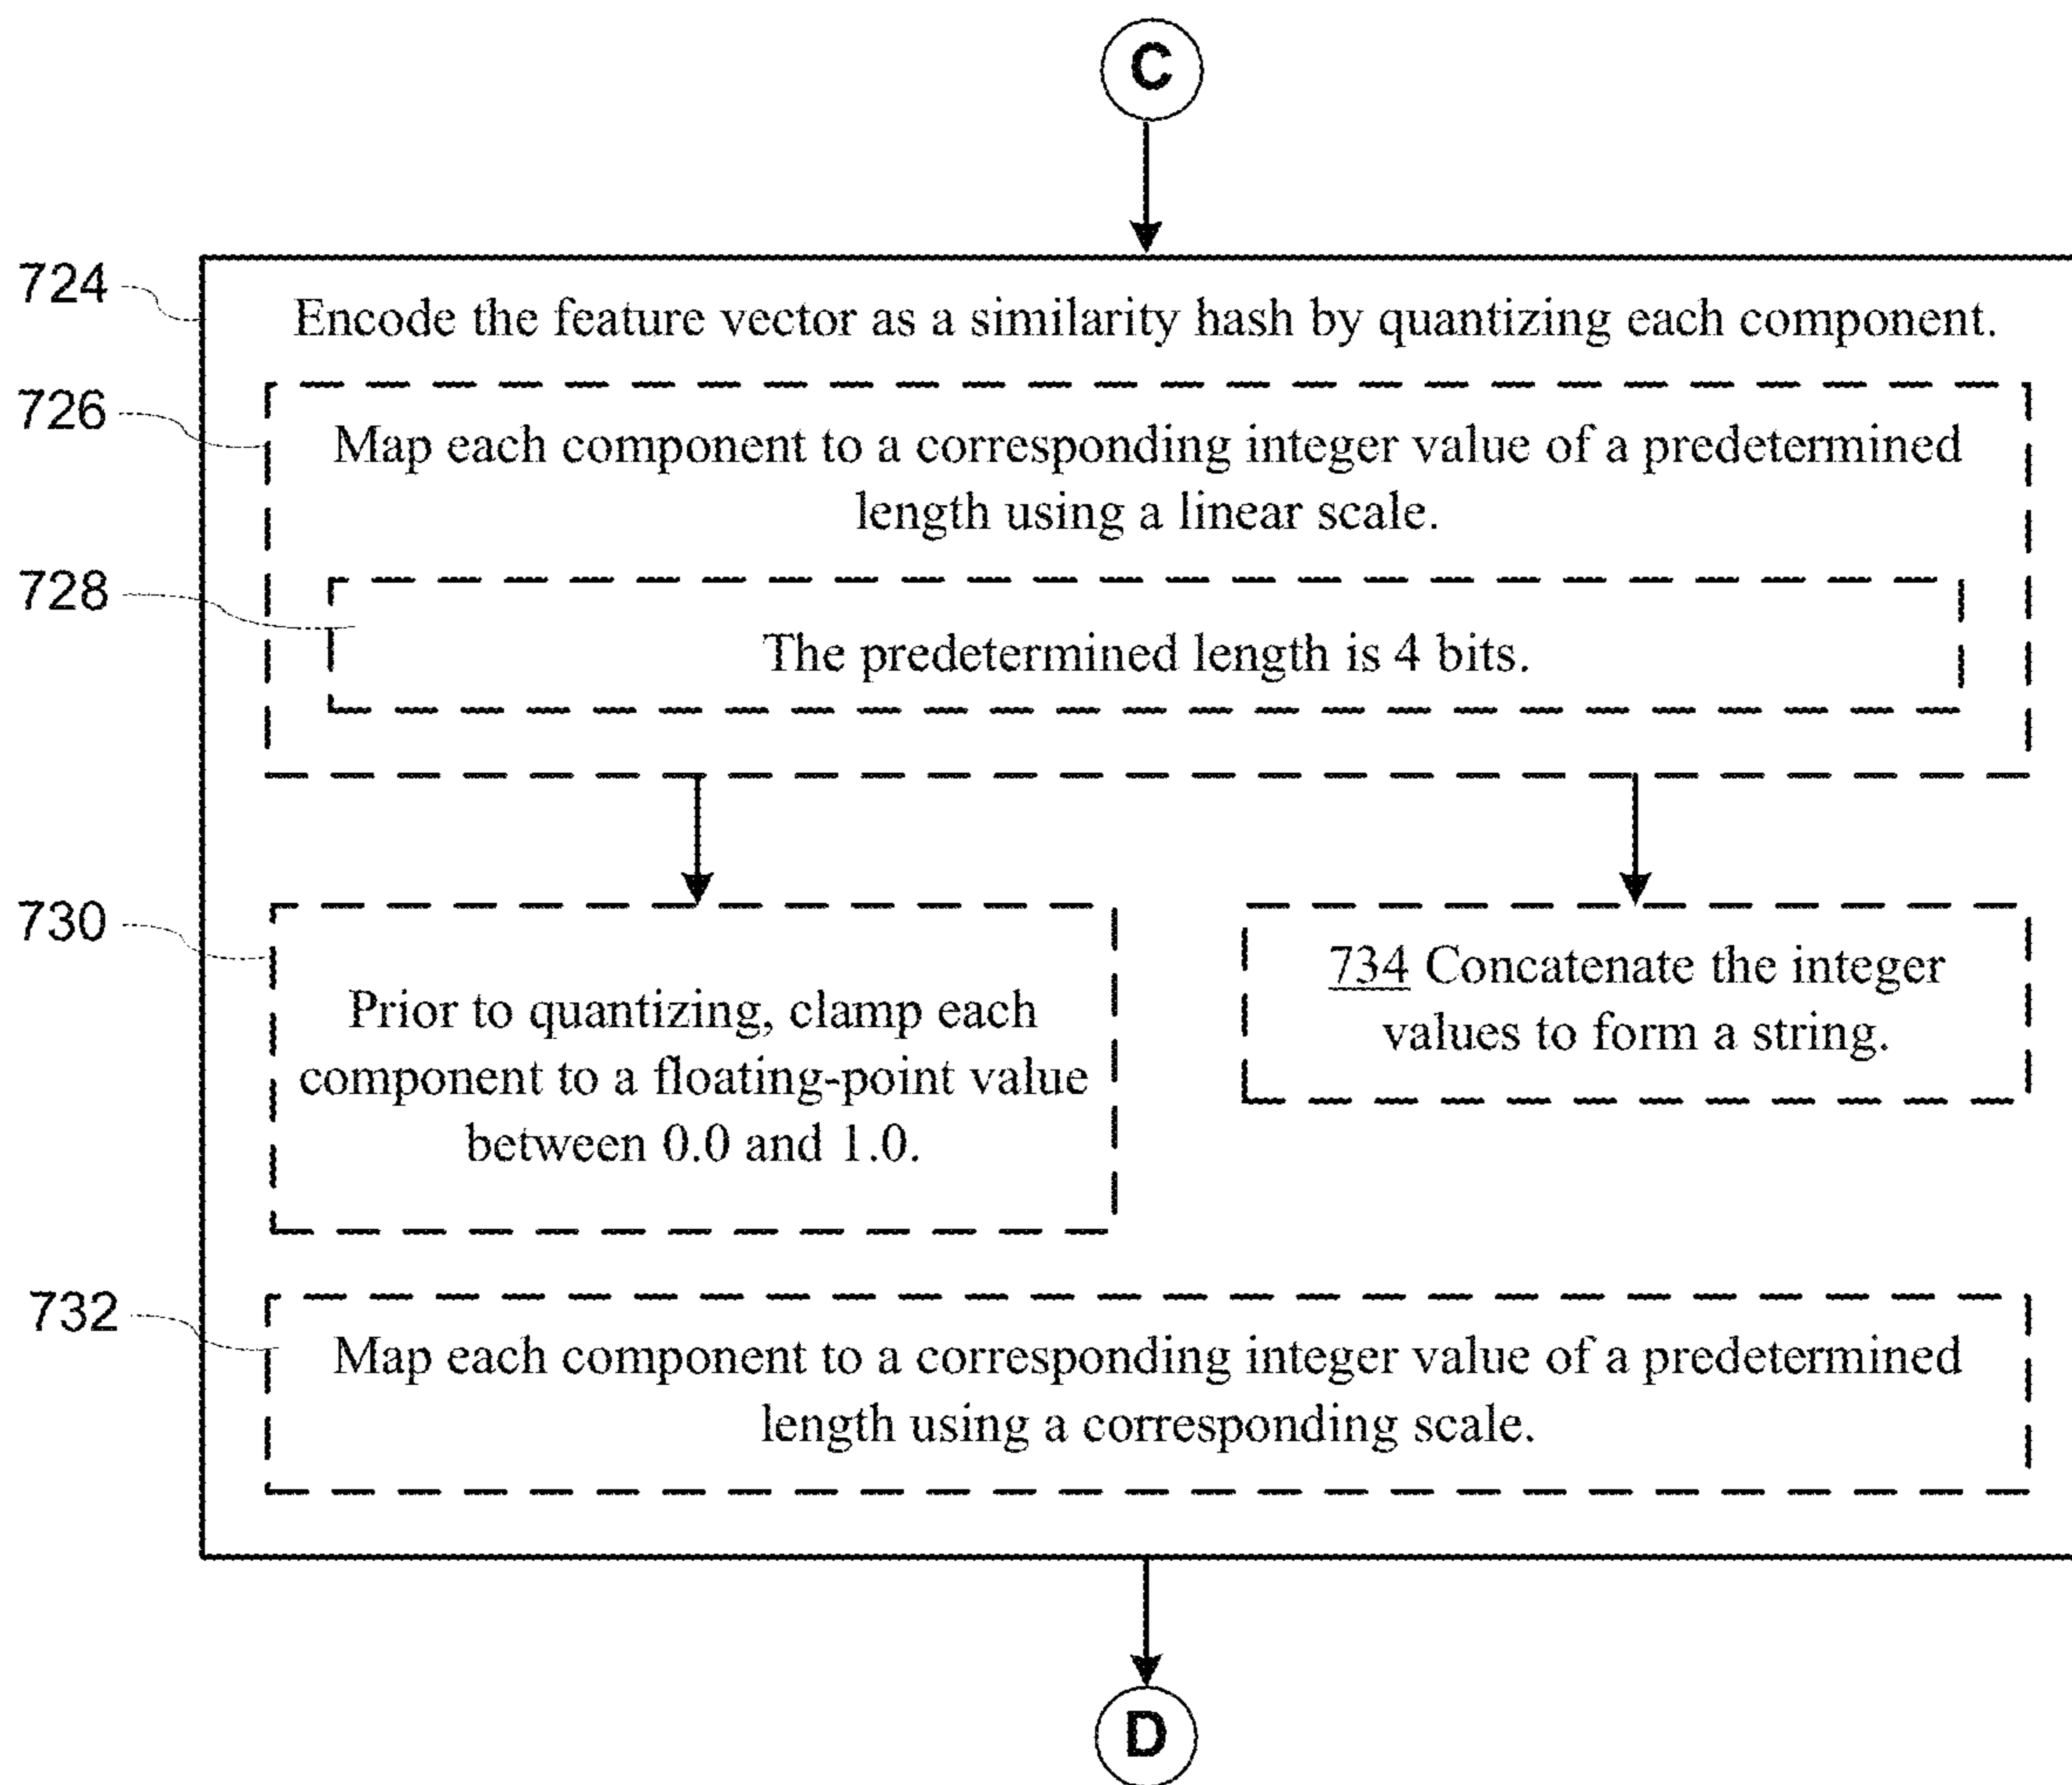 C
724
Encode the feature vector as a similarity hash by quantizing each component.
726
Map each component to a corresponding integer value of a predetermined
length using a linear scale.
728
The predetermined length is 4 bits.
730
Prior to quantizing, clamp each
component to a floating-point value
between 0.0 and 1.0.
734 Concatenate the integer
values to form a string.
732
Map each component to a corresponding integer value of a predetermined
length using a corresponding scale.
D